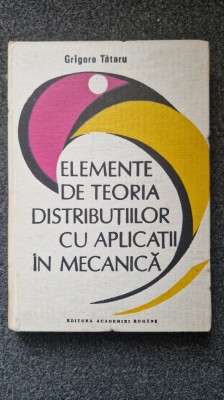 Grigore Tătaru
ELEMENTE
DE TEORIA
DISTRIBUȚIILOR
CU APLICAȚII
ÎN MECANICĂ
EDITURA ACADEMIEI ROMÂNE